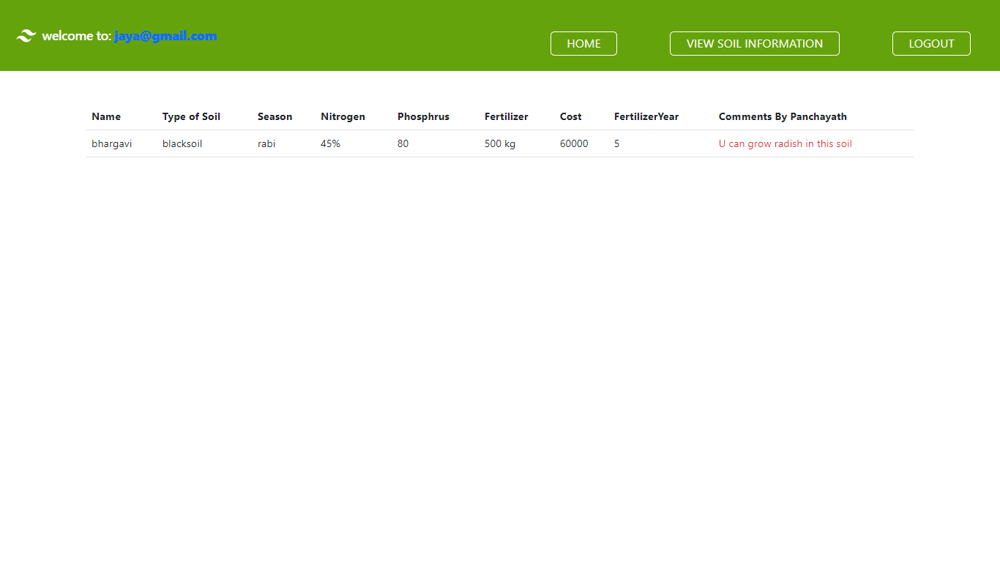 welcome to: jaya@gmail.com
HOME VIEW SOIL INFORMATION LOGOUT
Name Type of Soil Season Nitrogen Phosphrus Fertilizer Cost FertilizerYear Comments By Panchayath
bhargavi blacksoil rabi 45% 80 500 kg 60000 5 U can grow radish in this soil